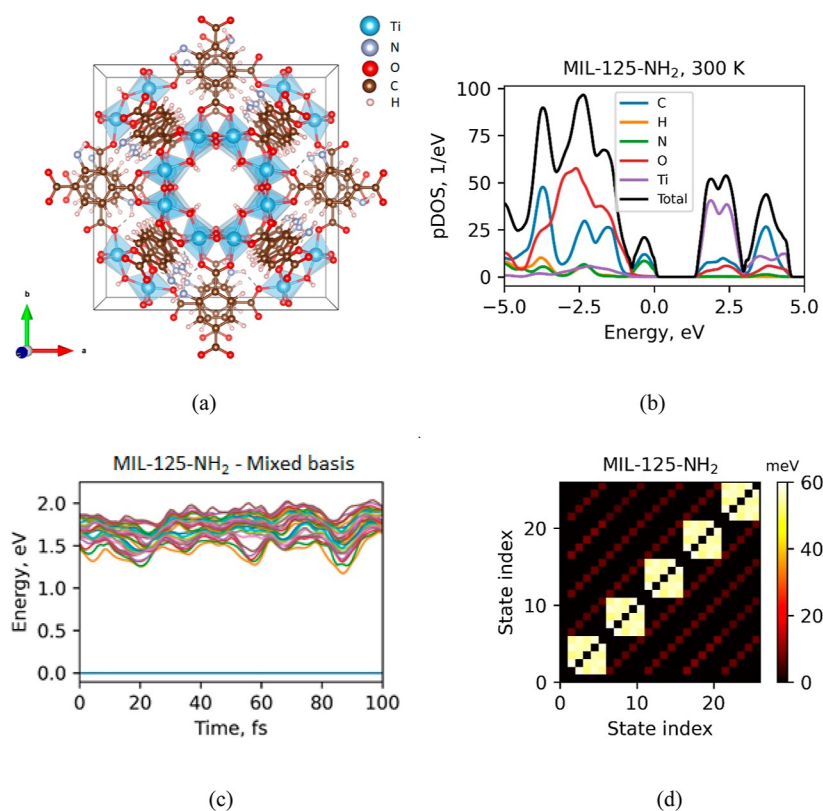 Ti
N
O
C
H
b
a
(a)
MIL-125-NH₂, 300 K
pDOS, 1/eV
100
75
50
25
0
C
H
N
O
Ti
Total
−5.0
−2.5
0.0
2.5
5.0
Energy, eV
(b)
MIL-125-NH₂ - Mixed basis
Energy, eV
2.0
1.5
1.0
0.5
0.0
0
20
40
60
80
100
Time, fs
(c)
MIL-125-NH₂
meV
State index
20
10
0
0
10
20
State index
60
40
20
0
(d)